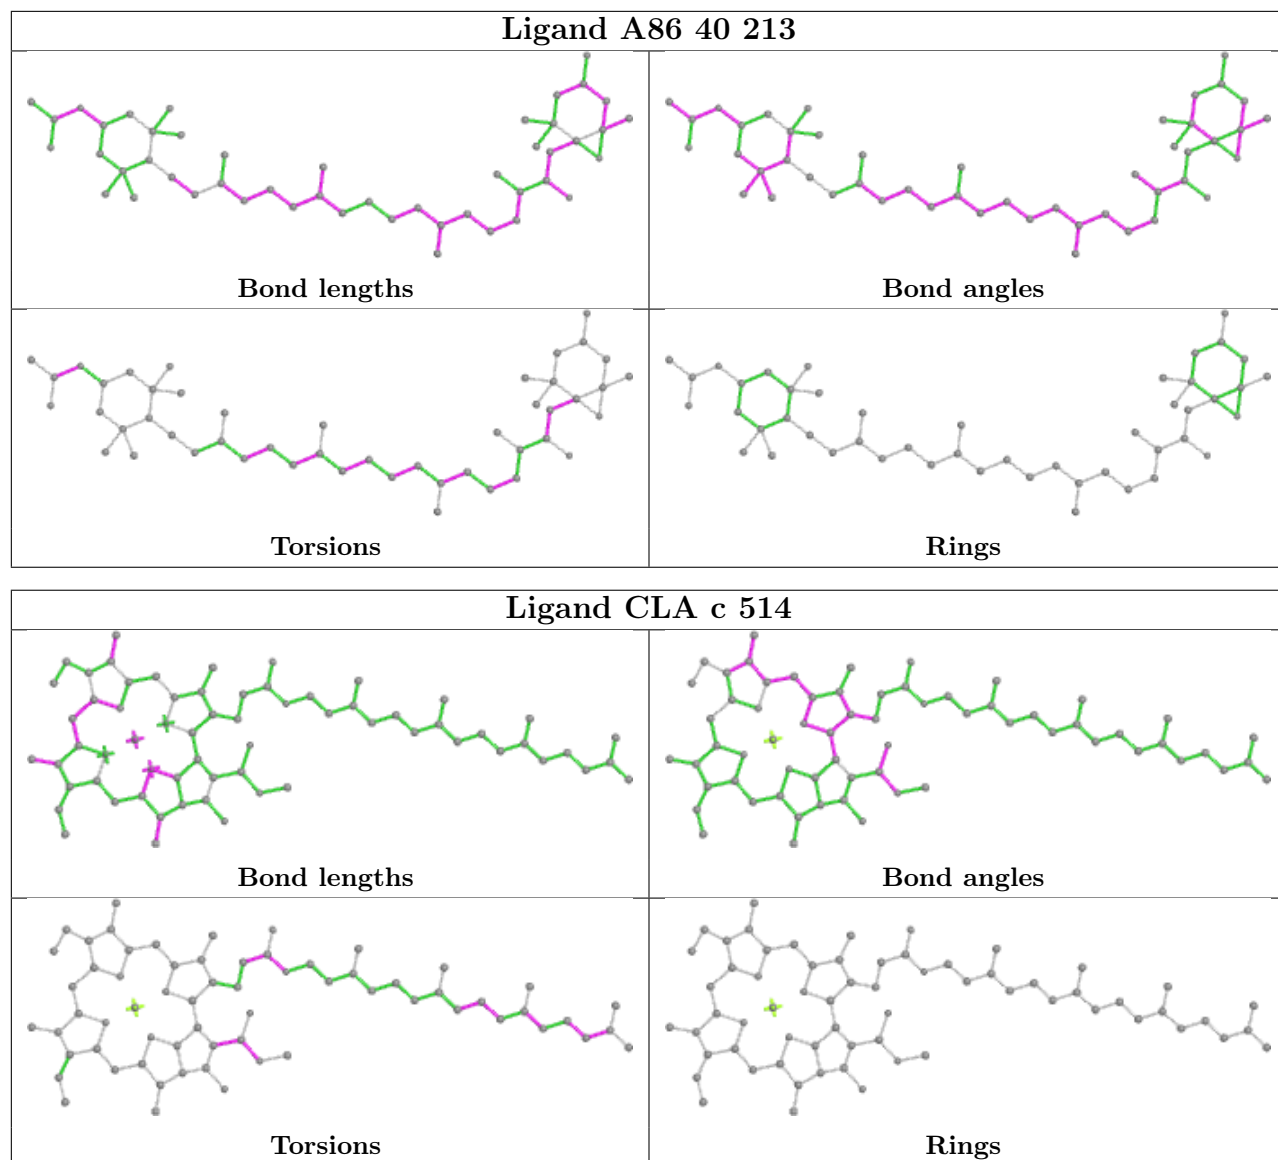 Ligand A86 40 213
Bond lengths
Bond angles
Torsions
Rings
Ligand CLA c 514
Bond lengths
Bond angles
Torsions
Rings